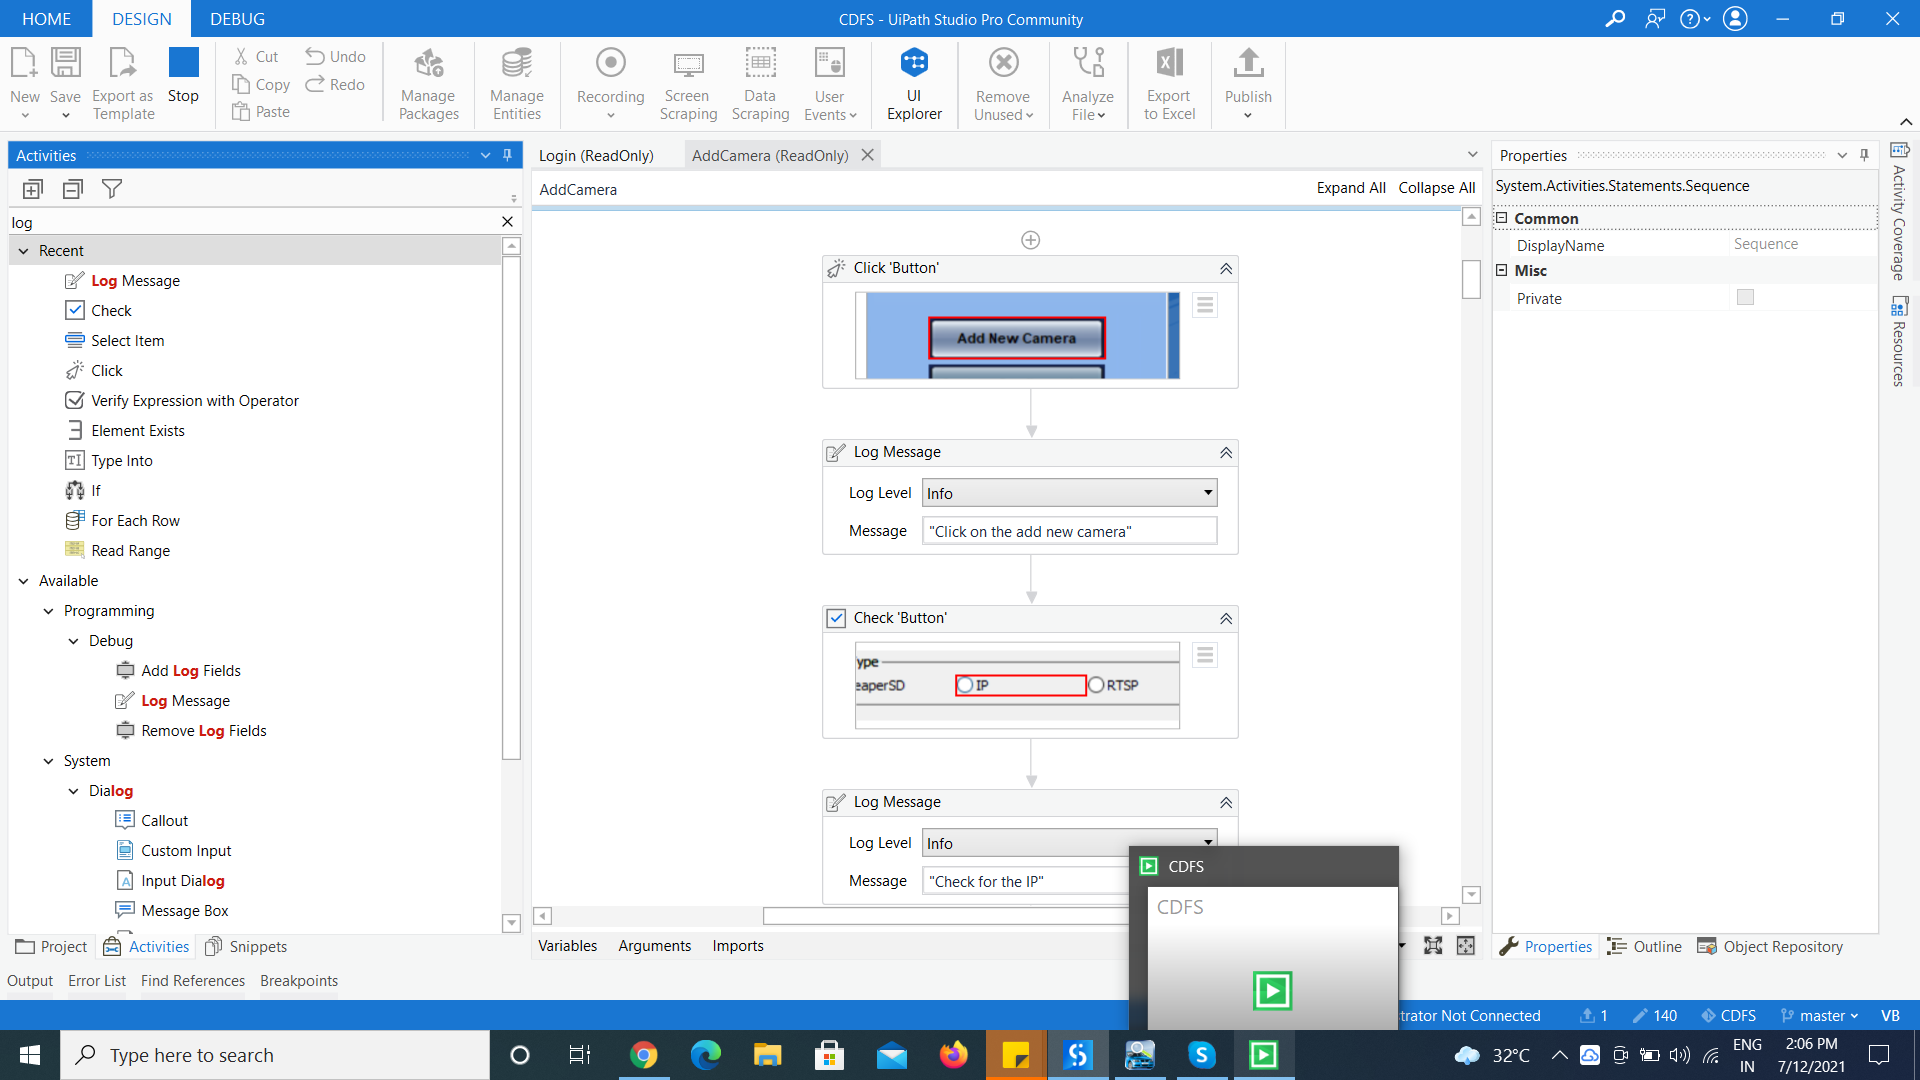 HOME DESIGN DEBUG
CDFS - UiPath Studio Pro Community
New Save Export as Template Stop
Cut Undo
Copy Redo
Paste
Manage Packages
Manage Entities
Recording
Screen Scraping
Data Scraping
User Events
UI Explorer
Remove Unused
Analyze File
Export to Excel
Publish
Activities
log
Recent
Log Message
Check
Select Item
Click
Verify Expression with Operator
Element Exists
Type Into
If
For Each Row
Read Range
Available
Programming
Debug
Add Log Fields
Log Message
Remove Log Fields
System
Dialog
Callout
Custom Input
Input Dialog
Message Box
Project Activities Snippets
Login (ReadOnly) AddCamera (ReadOnly)
AddCamera Expand All Collapse All
Click 'Button'
Add New Camera
Log Message
Log Level Info
Message "Click on the add new camera"
Check 'Button'
ype
eaperSD IP RTSP
Log Message
Log Level Info
Message "Check for the IP"
Variables Arguments Imports
CDFS
CDFS
Properties
System.Activities.Statements.Sequence
Common
DisplayName Sequence
Misc
Private
Activity Coverage
Resources
Properties Outline Object Repository
Output Error List Find References Breakpoints
trator Not Connected 1 140 CDFS master VB
Type here to search
32°C ENG 2:06 PM
IN 7/12/2021